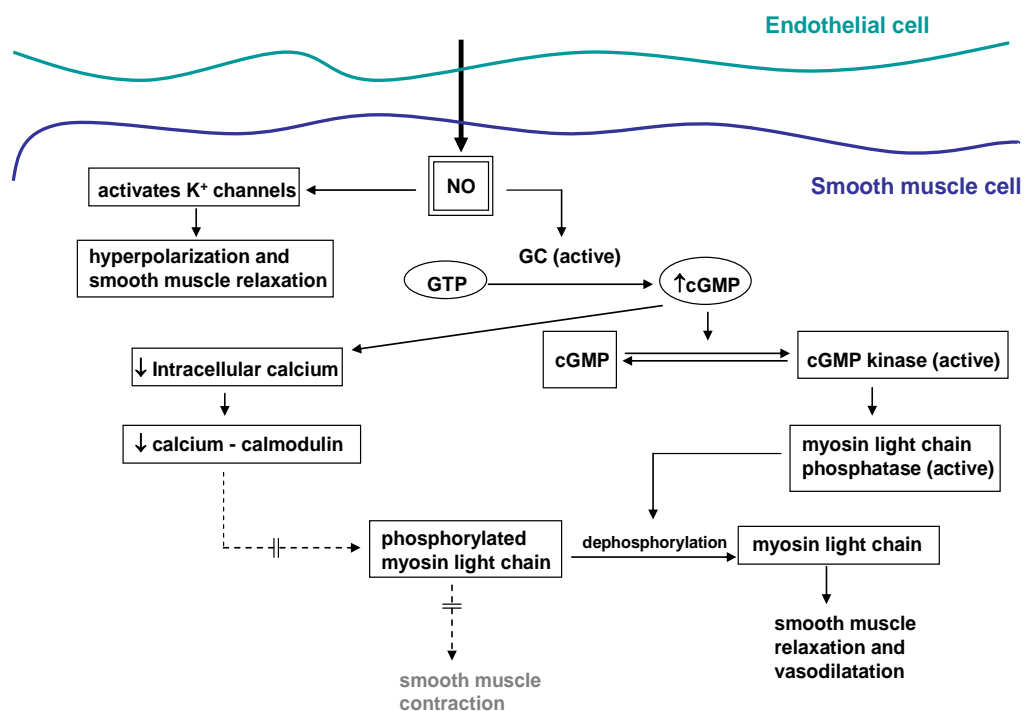 Endothelial cell
Smooth muscle cell
NO
activates K⁺ channels
hyperpolarization and
smooth muscle relaxation
GC (active)
GTP
↑cGMP
↓ Intracellular calcium
cGMP
cGMP kinase (active)
↓ calcium - calmodulin
myosin light chain
phosphatase (active)
phosphorylated
myosin light chain
dephosphorylation
myosin light chain
smooth muscle
relaxation and
vasodilatation
smooth muscle
contraction